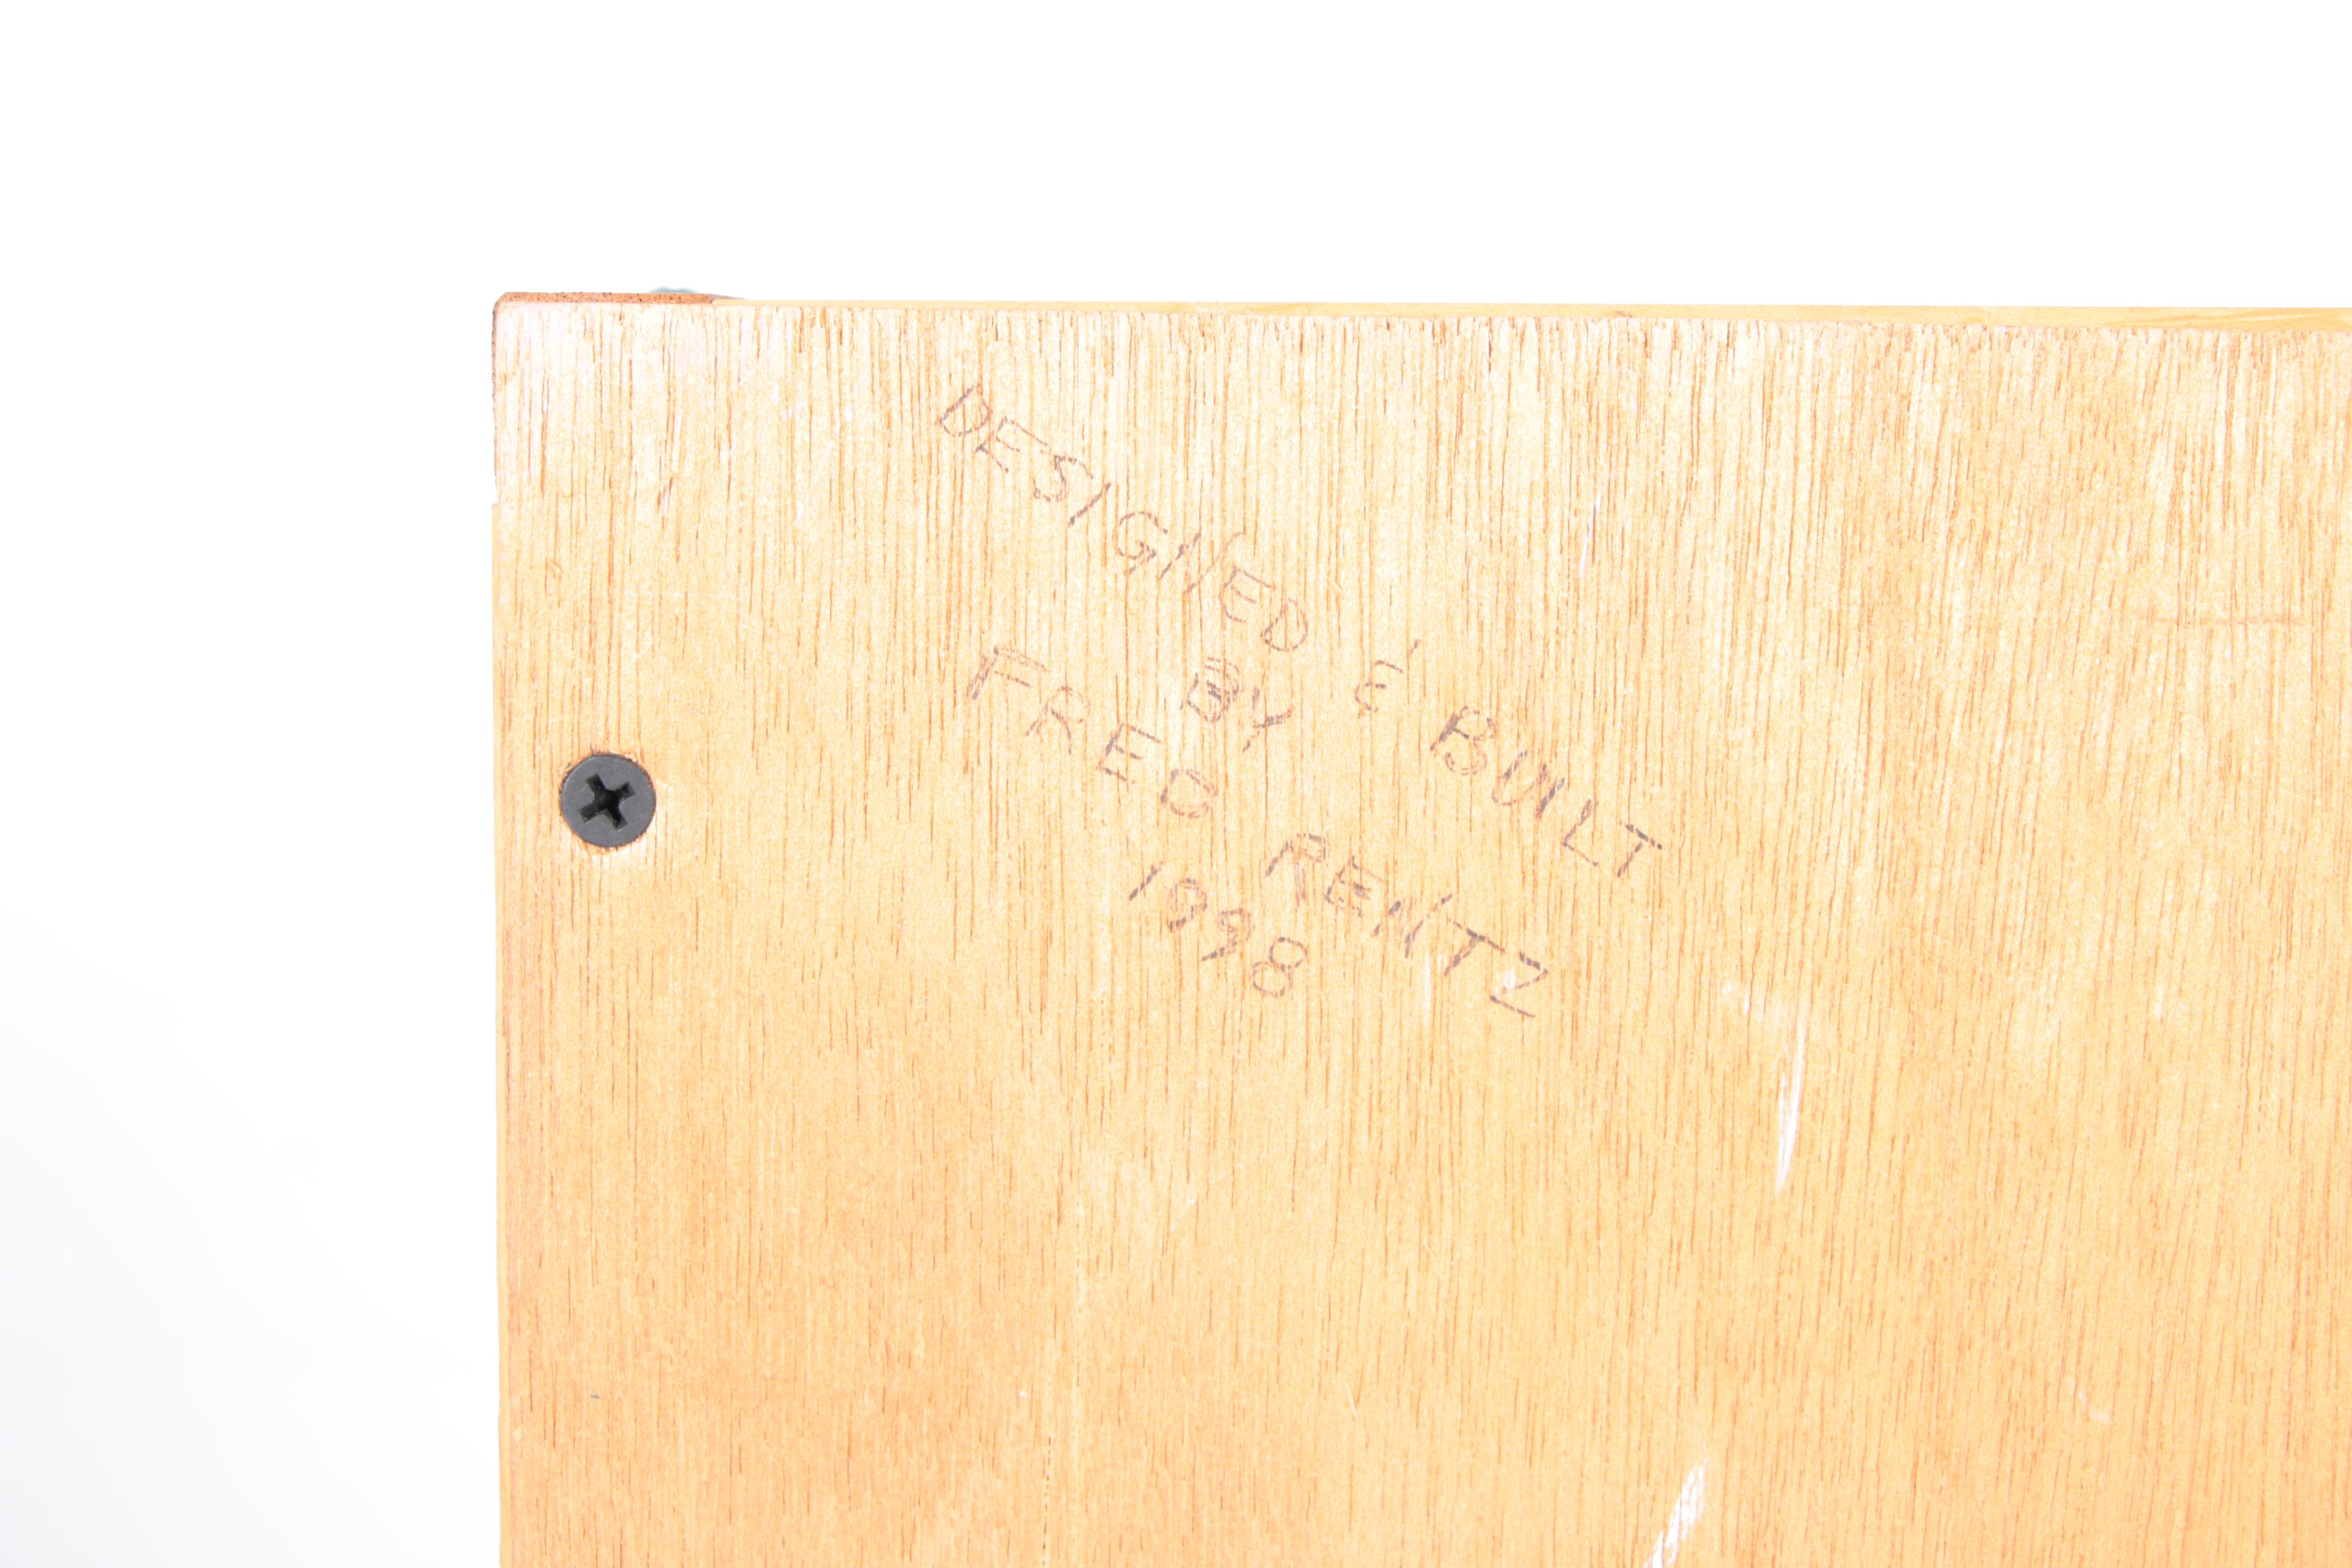 DESIGNED & BUILT
BY
FRED RENTZ
1998